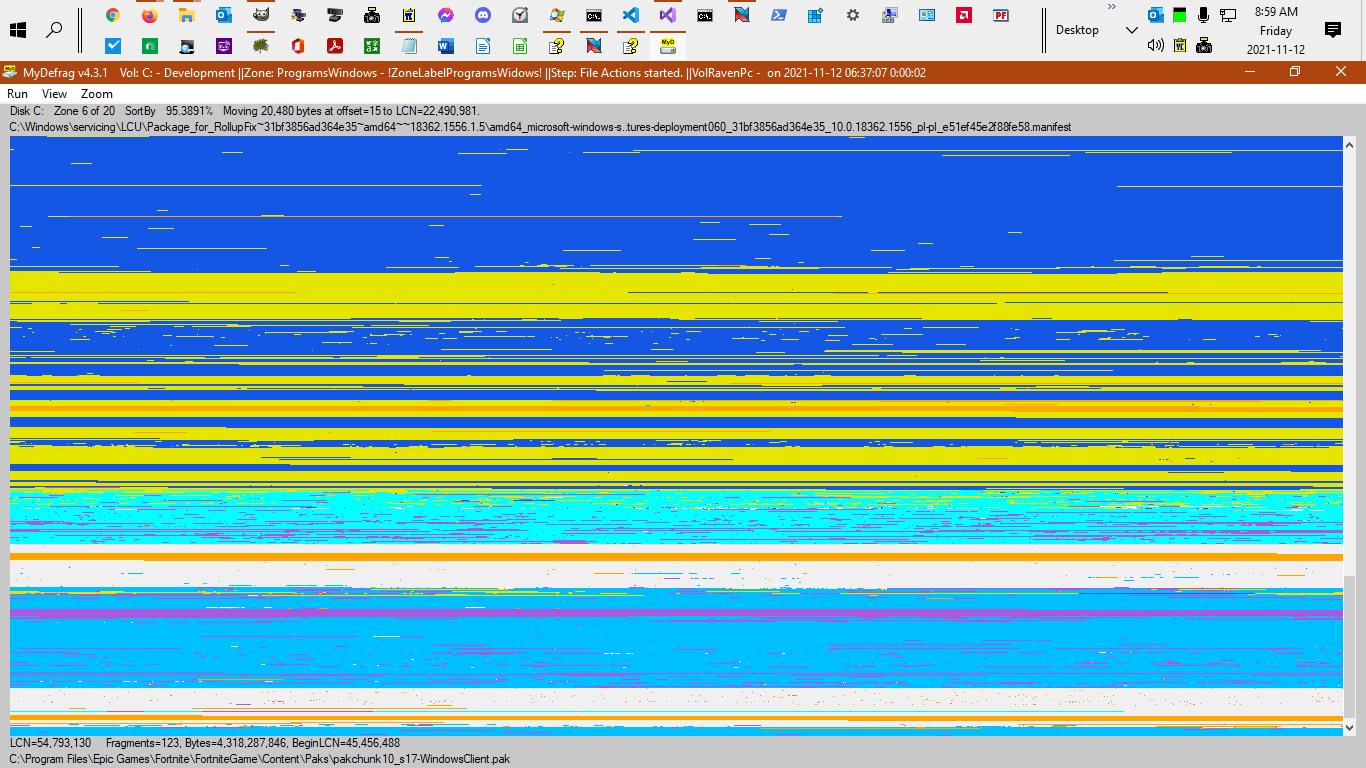 8:59 AM
Desktop
Friday
2021-11-12
MyDefrag v4.3.1 Vol: C: - Development ||Zone: ProgramsWindows - !ZoneLabelProgramsWidows! ||Step: File Actions started. ||VolRavenPc - on 2021-11-12 06:37:07 0:00:02
Run View Zoom
Disk C: Zone 6 of 20 SortBy 95.3891% Moving 20,480 bytes at offset=15 to LCN=22,490,981.
C:\Windows\servicing\LCU\Package_for_RollupFix~31bf3856ad364e35~amd64~~18362.1556.1.5\amd64_microsoft-windows-s..tures-deployment060_31bf3856ad364e35_10.0.18362.1556_pl-pl_e51ef45e2f88fe58.manifest
LCN=54,793,130 Fragments=123, Bytes=4,318,287,846, BeginLCN=45,456,488
C:\Program Files\Epic Games\Fortnite\FortniteGame\Content\Paks\pakchunk10_s17-WindowsClient.pak